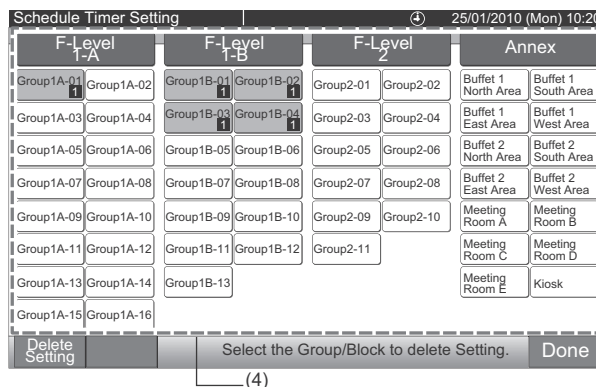 Schedule Timer Setting 25/01/2010 (Mon) 10:20
F-Level 1-A F-Level 1-B F-Level 2 Annex
Group1A-01 1 Group1A-02 Group1B-01 1 Group1B-02 1 Group2-01 Group2-02 Buffet 1 North Area Buffet 1 South Area
Group1A-03 Group1A-04 Group1B-03 1 Group1B-04 1 Group2-03 Group2-04 Buffet 1 East Area Buffet 1 West Area
Group1A-05 Group1A-06 Group1B-05 Group1B-06 Group2-05 Group2-06 Buffet 2 North Area Buffet 2 South Area
Group1A-07 Group1A-08 Group1B-07 Group1B-08 Group2-07 Group2-08 Buffet 2 East Area Buffet 2 West Area
Group1A-09 Group1A-10 Group1B-09 Group1B-10 Group2-09 Group2-10 Meeting Room A Meeting Room B
Group1A-11 Group1A-12 Group1B-11 Group1B-12 Group2-11 Meeting Room C Meeting Room D
Group1A-13 Group1A-14 Group1B-13 Meeting Room E Kiosk
Group1A-15 Group1A-16
Delete Setting Select the Group/Block to delete Setting. Done
(4)